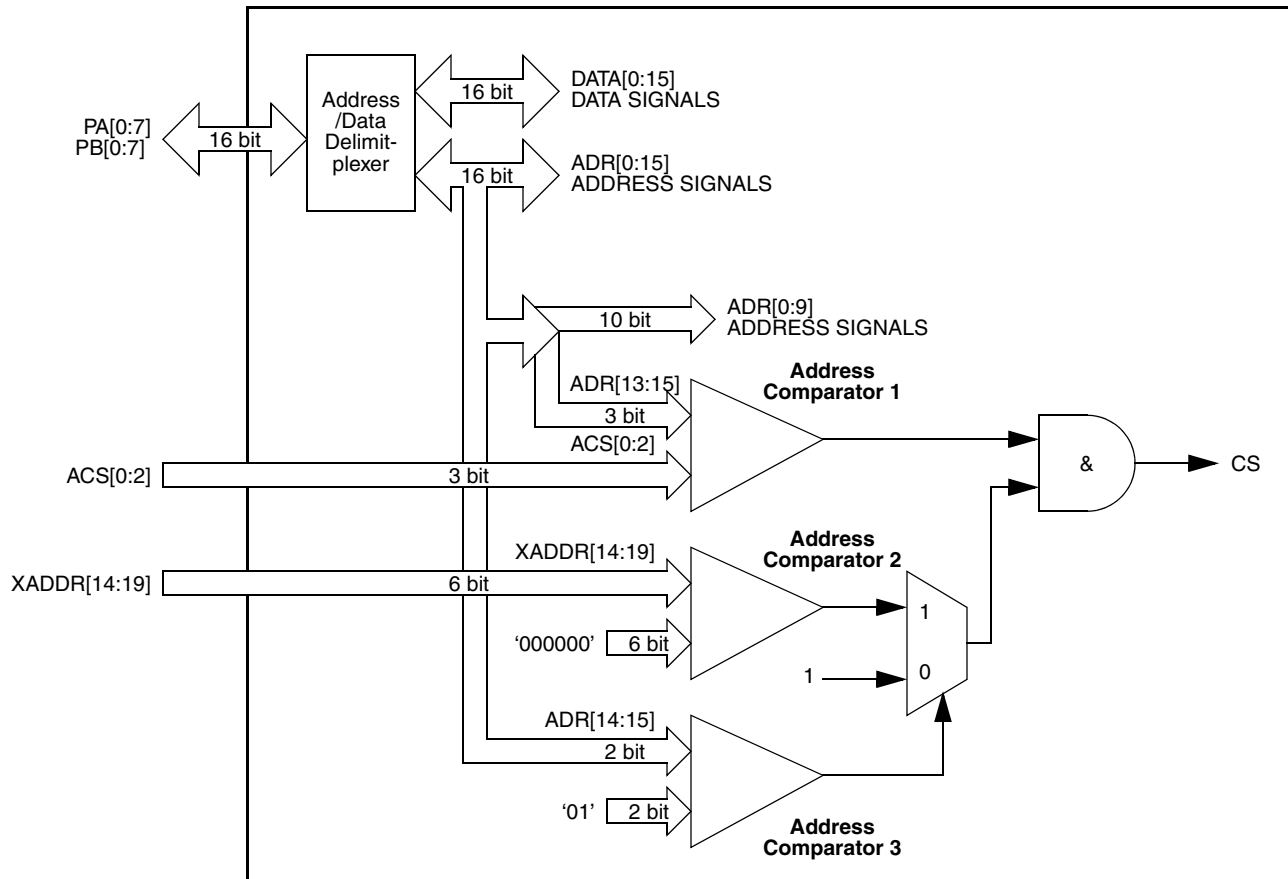 Address
/Data
Delimit-
plexer
16 bit
DATA[0:15]
DATA SIGNALS
PA[0:7]
PB[0:7]
16 bit
16 bit
ADR[0:15]
ADDRESS SIGNALS
10 bit
ADR[0:9]
ADDRESS SIGNALS
Address
Comparator 1
ADR[13:15]
3 bit
ACS[0:2]
ACS[0:2]
3 bit
&
CS
Address
Comparator 2
XADDR[14:19]
XADDR[14:19]
6 bit
1
‘000000’
6 bit
1
0
ADR[14:15]
2 bit
‘01’
2 bit
Address
Comparator 3